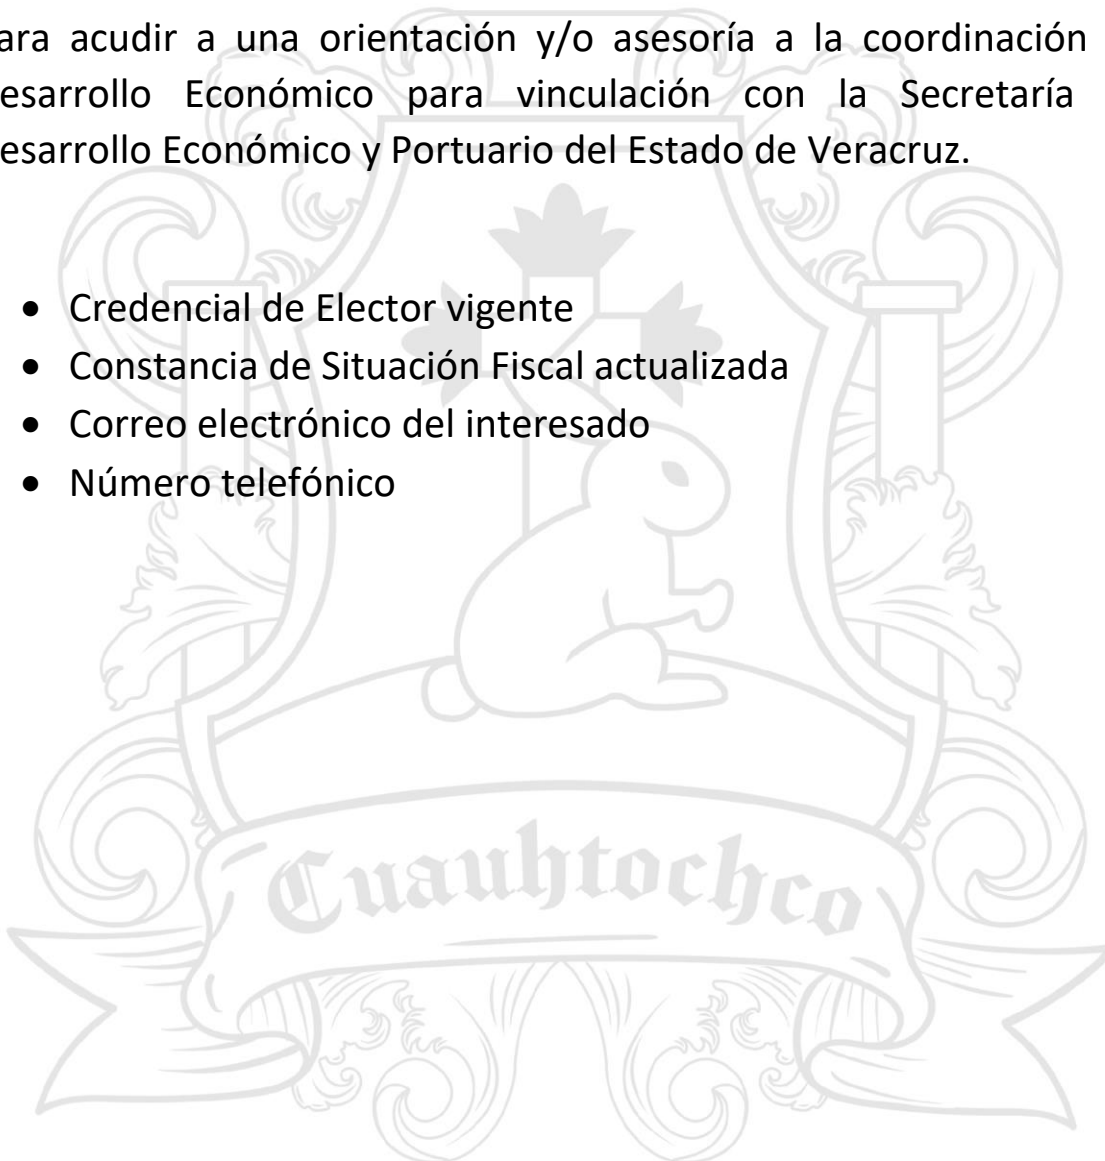 ara acudir a una orientación y/o asesoría a la coordinación
esarrollo Económico para vinculación con la Secretaría
esarrollo Económico y Portuario del Estado de Veracruz.
• Credencial de Elector vigente
• Constancia de Situación Fiscal actualizada
• Correo electrónico del interesado
• Número telefónico
Cuauhtochco